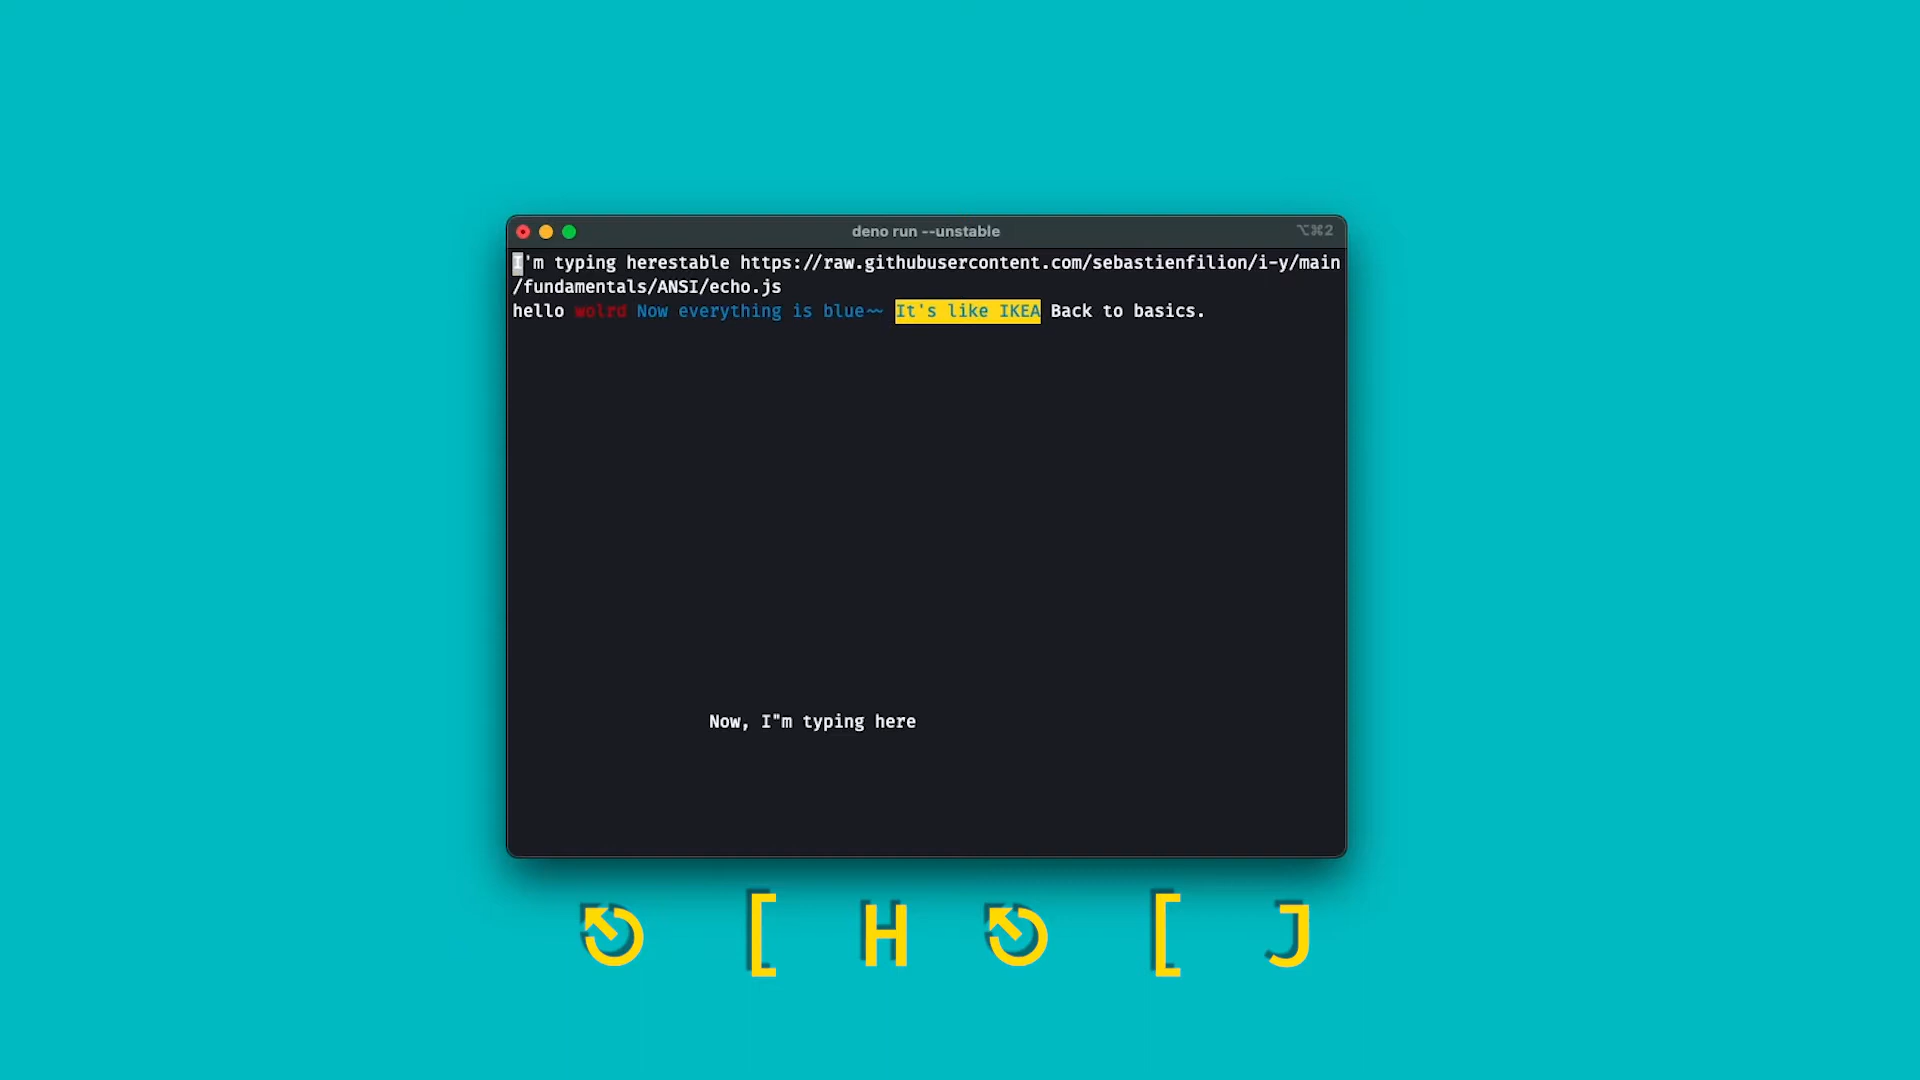 deno run --unstable
⌥⌘2
I'm typing herestable https://raw.githubusercontent.com/sebastienfilion/i-y/main
/fundamentals/ANSI/echo.js
hello wolrd Now everything is blue~~ It's like IKEA Back to basics.
Now, I"m typing here
⎋ [ H ⎋ [ J